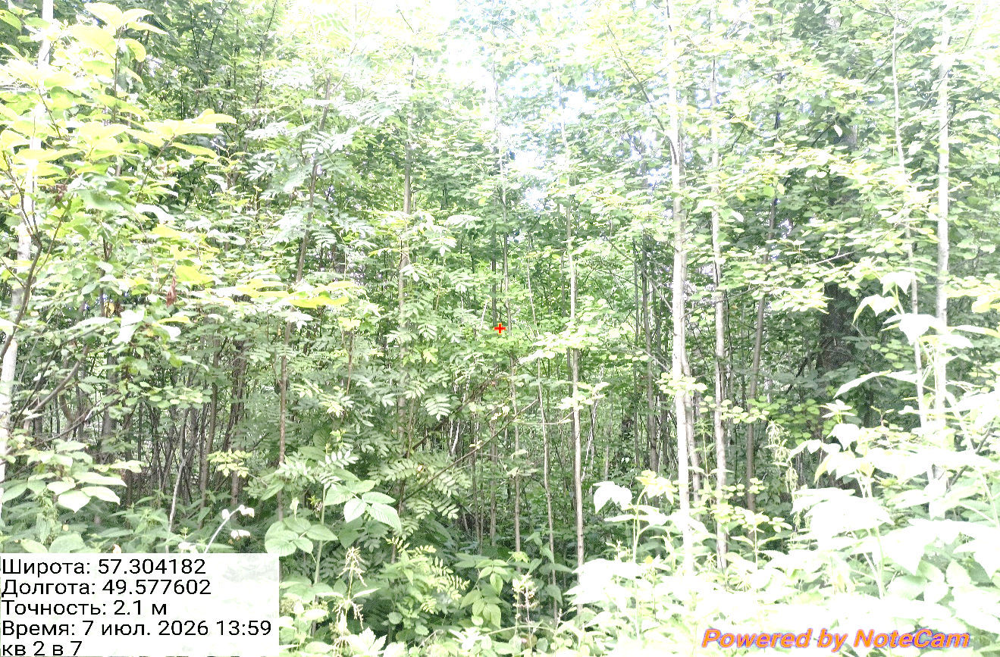 Широта: 57.304182
Долгота: 49.577602
Точность: 2.1 м
Время: 7 июл. 2026 13:59
кв 2 в 7
Powered by NoteCam